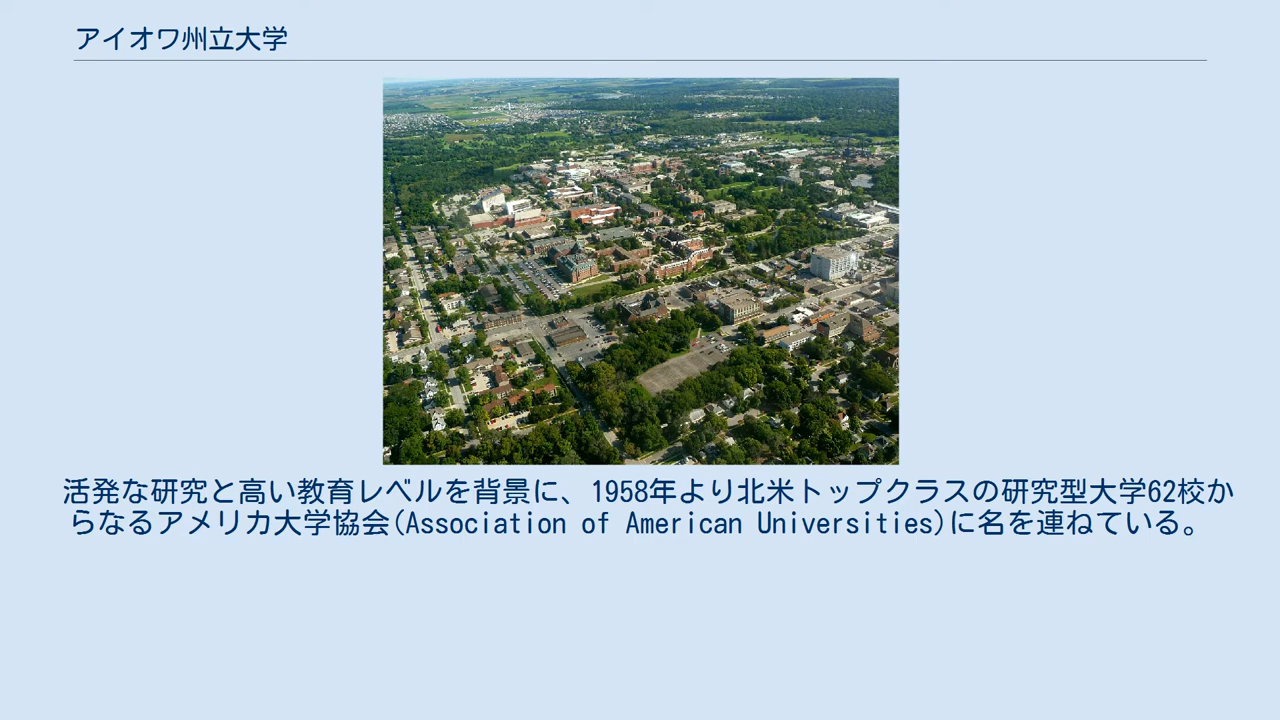 アイオワ州立大学
活発な研究と高い教育レベルを背景に、1958年より北米トップクラスの研究型大学62校か
らなるアメリカ大学協会(Association of American Universities)に名を連ねている。